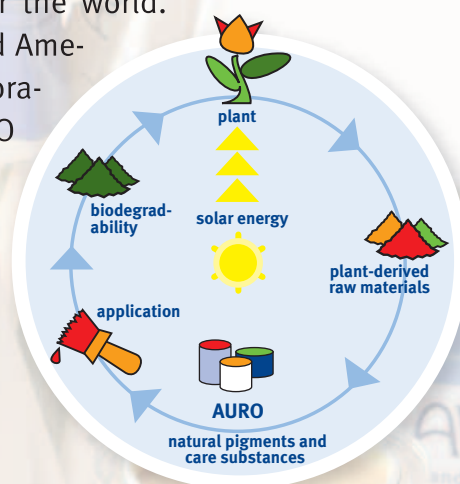 r the world.
d Ame-
ora-
O
plant
solar energy
biodegrad-
ability
plant-derived
raw materials
application
AURO
natural pigments and
care substances